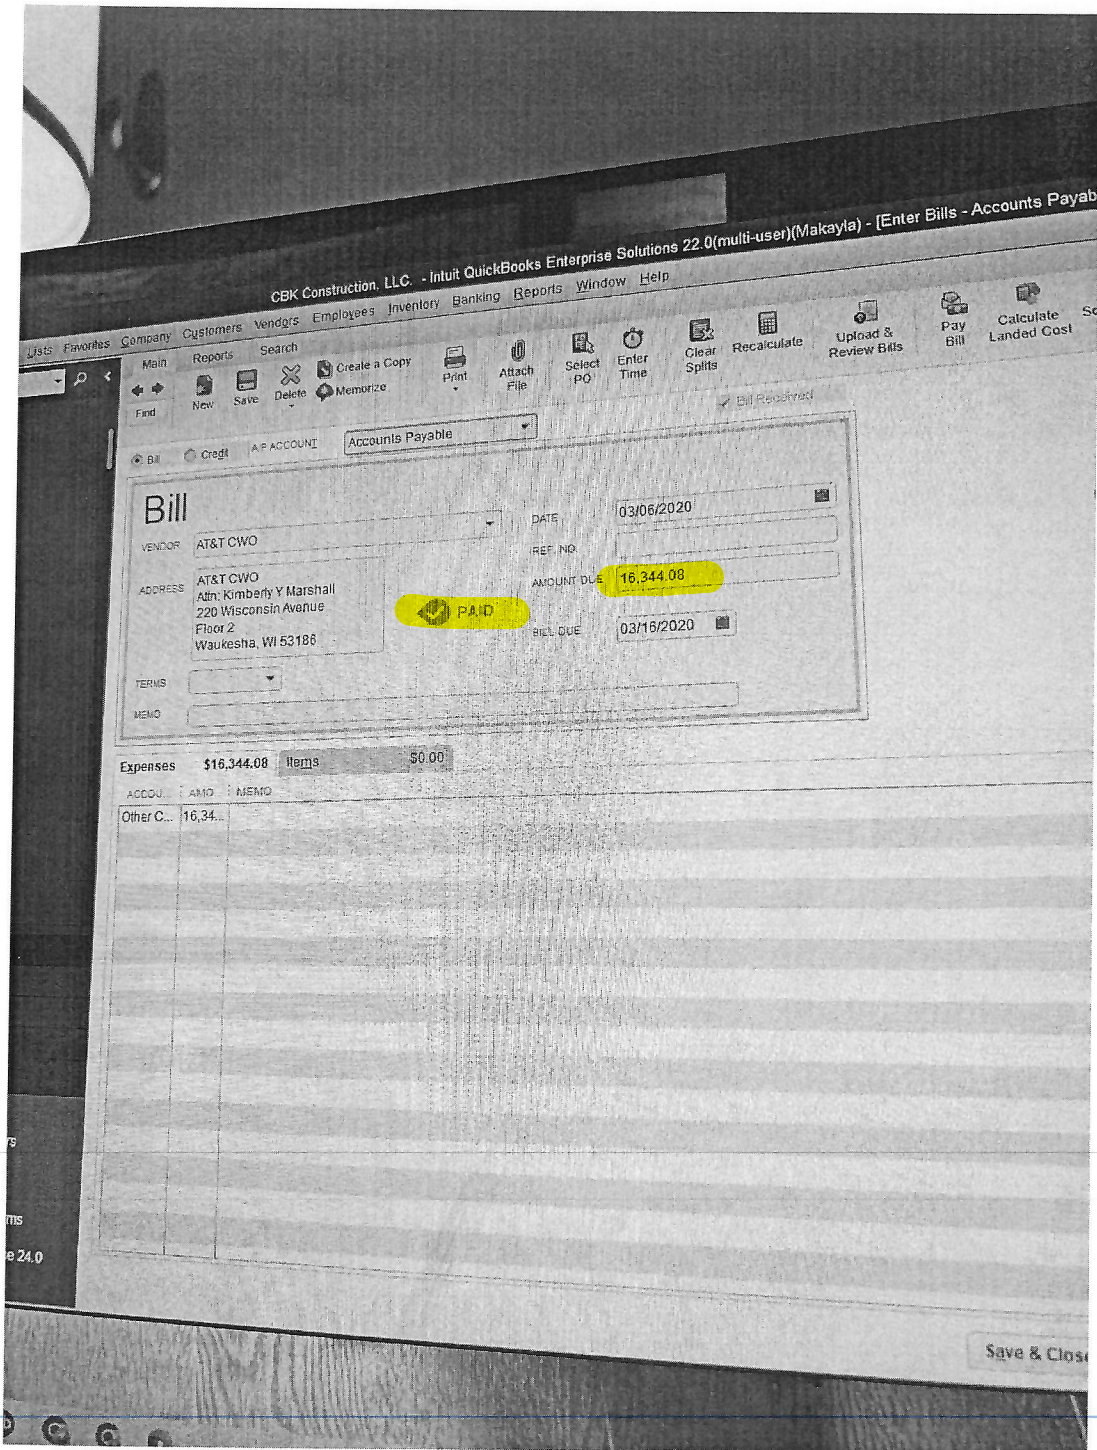 CBK Construction, LLC. - Intuit QuickBooks Enterprise Solutions 22.0(multi-user)(Makayla) - [Enter Bills - Accounts Payab
Lists Favorites Company Customers Vendors Employees Inventory Banking Reports Window Help
Main Reports Search
Find
New
Save
Delete
Create a Copy
Memorize
Print
Attach File
Select PO
Enter Time
Clear Splits
Recalculate
Upload & Review Bills
Pay Bill
Calculate Landed Cost
Bill Credit A/P ACCOUNT Accounts Payable Bill Received
Bill
VENDOR AT&T CWO
DATE 03/06/2020
REF. NO.
ADDRESS AT&T CWO
Attn: Kimberly Y Marshall
220 Wisconsin Avenue
Floor 2
Waukesha, WI 53186
PAID
AMOUNT DUE 16,344.08
BILL DUE 03/16/2020
TERMS
MEMO
Expenses $16,344.08 Items $0.00
ACCOU... AMO... MEMO
Other C... 16,34...
e 24.0
Save & Close